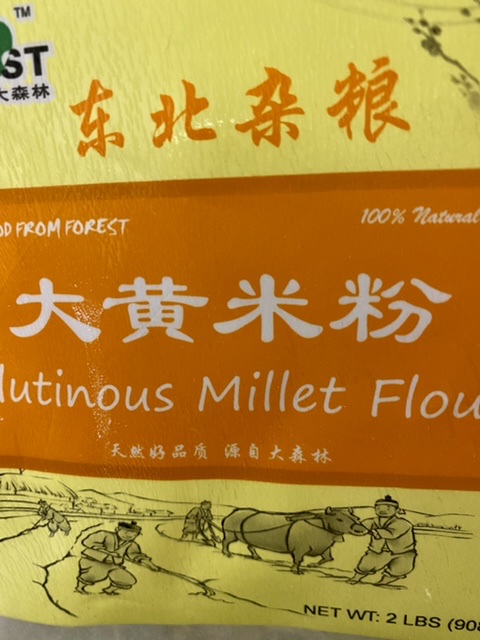 TM
ST
大森林
东北杂粮
OD FROM FOREST
100% Natural
大黄米粉
lutinous Millet Flou
天然好品质 源自大森林
NET WT: 2 LBS (908